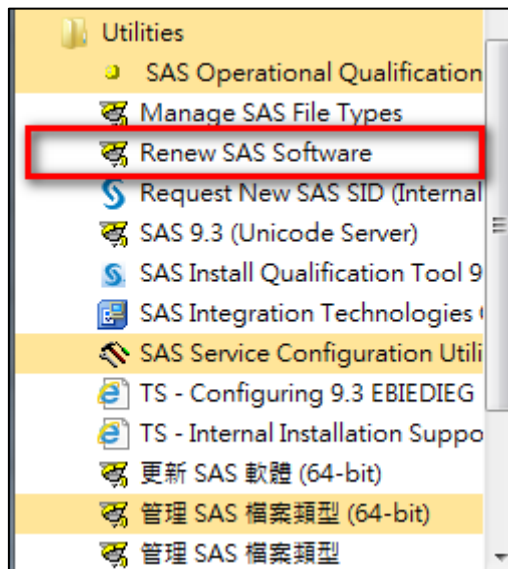 Utilities
SAS Operational Qualification
Manage SAS File Types
Renew SAS Software
Request New SAS SID (Internal
SAS 9.3 (Unicode Server)
SAS Install Qualification Tool 9
SAS Integration Technologies
SAS Service Configuration Utili
TS - Configuring 9.3 EBIEDIEG
TS - Internal Installation Suppo
更新 SAS 軟體 (64-bit)
管理 SAS 檔案類型 (64-bit)
管理 SAS 檔案類型